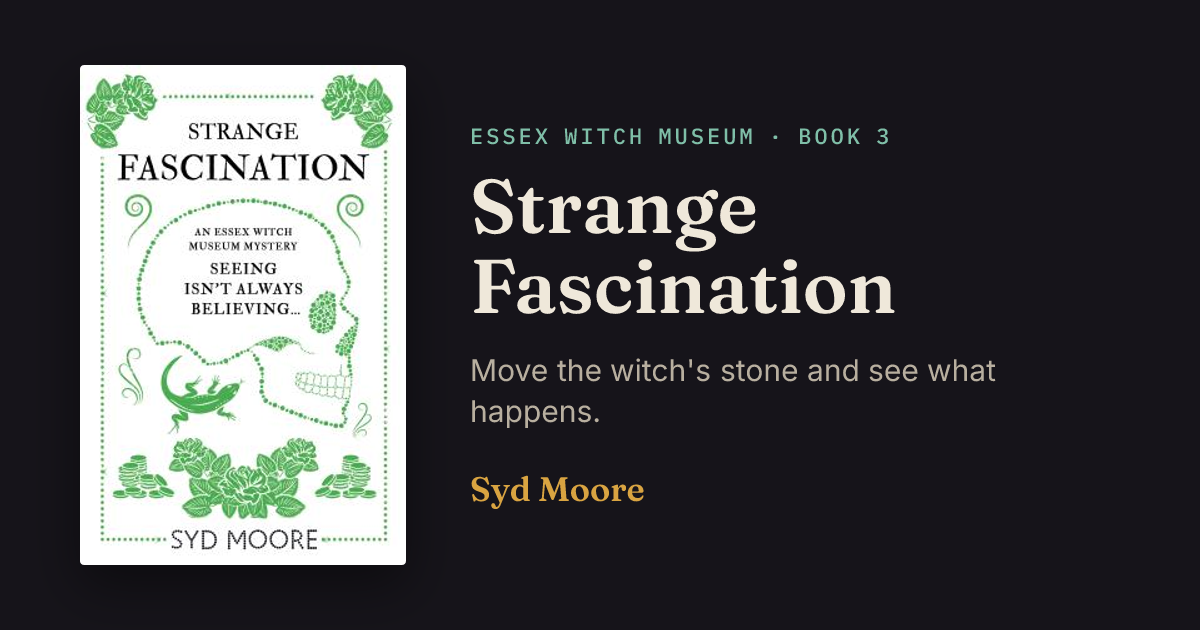 STRANGE
FASCINATION
AN ESSEX WITCH
MUSEUM MYSTERY
SEEING
ISN'T ALWAYS
BELIEVING...
SYD MOORE
ESSEX WITCH MUSEUM · BOOK 3
Strange
Fascination
Move the witch's stone and see what
happens.
Syd Moore